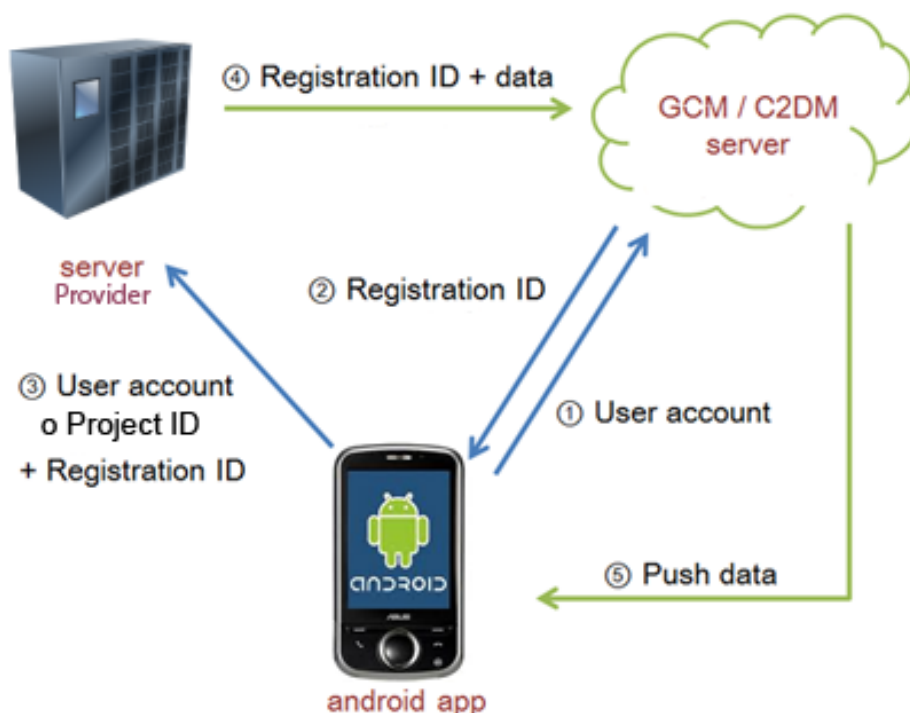 ④ Registration ID + data
GCM / C2DM
server
server
Provider
② Registration ID
③ User account
o Project ID
+ Registration ID
① User account
ANDROID
ASUS
⑤ Push data
android app